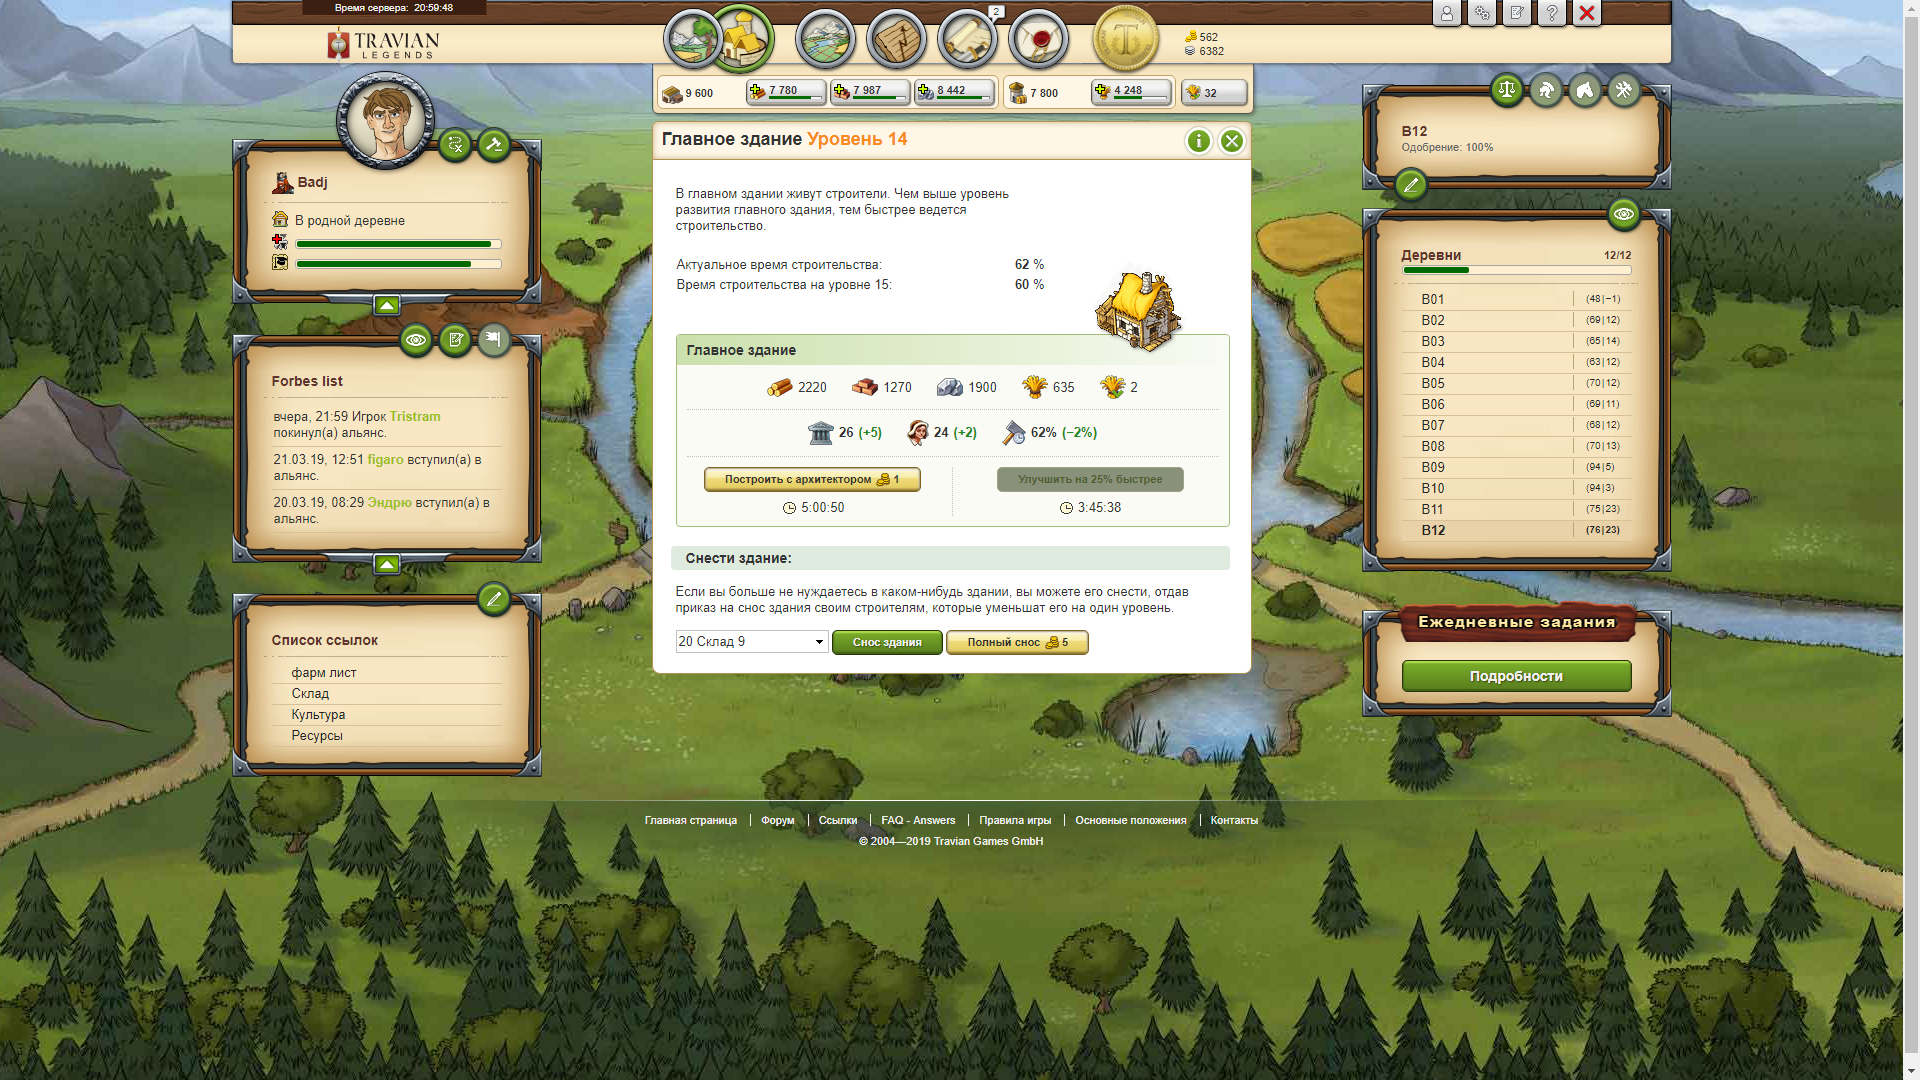 Время сервера: 20:59:48
TRAVIAN
LEGENDS
2
562
6382
9 600
7 780
7 987
8 442
7 800
4 248
32
Badj
В родной деревне
Forbes list
вчера, 21:59 Игрок Tristram
покинул(а) альянс.
21.03.19, 12:51 figaro вступил(а) в
альянс.
20.03.19, 08:29 Эндрю вступил(а) в
альянс.
Список ссылок
фарм лист
Склад
Культура
Ресурсы
Главное здание Уровень 14
В главном здании живут строители. Чем выше уровень
развития главного здания, тем быстрее ведется
строительство.
Актуальное время строительства: 62 %
Время строительства на уровне 15: 60 %
Главное здание
2220 1270 1900 635 2
26 (+5) 24 (+2) 62% (−2%)
Построить с архитектором 1
Улучшить на 25% быстрее
5:00:50
3:45:38
Снести здание:
Если вы больше не нуждаетесь в каком-нибудь здании, вы можете его снести, отдав
приказ на снос здания своим строителям, которые уменьшат его на один уровень.
20 Склад 9
Снос здания
Полный снос 5
B12
Одобрение: 100%
Деревни 12/12
B01 (48|−1)
B02 (69|12)
B03 (65|14)
B04 (63|12)
B05 (70|12)
B06 (69|11)
B07 (68|12)
B08 (70|13)
B09 (94|5)
B10 (94|3)
B11 (75|23)
B12 (76|23)
Ежедневные задания
Подробности
Главная страница | Форум | Ссылки | FAQ - Answers | Правила игры | Основные положения | Контакты
© 2004—2019 Travian Games GmbH